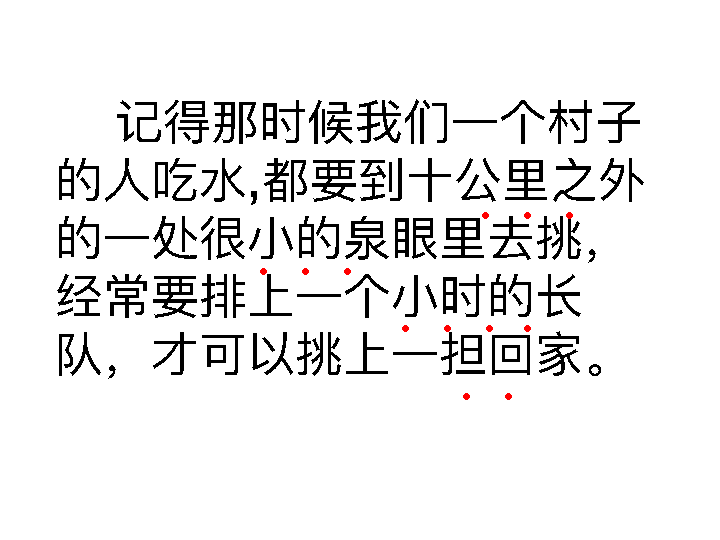 记得那时候我们一个村子
的人吃水,都要到十公里之外
的一处很小的泉眼里去挑，
经常要排上一个小时的长
队，才可以挑上一担回家。